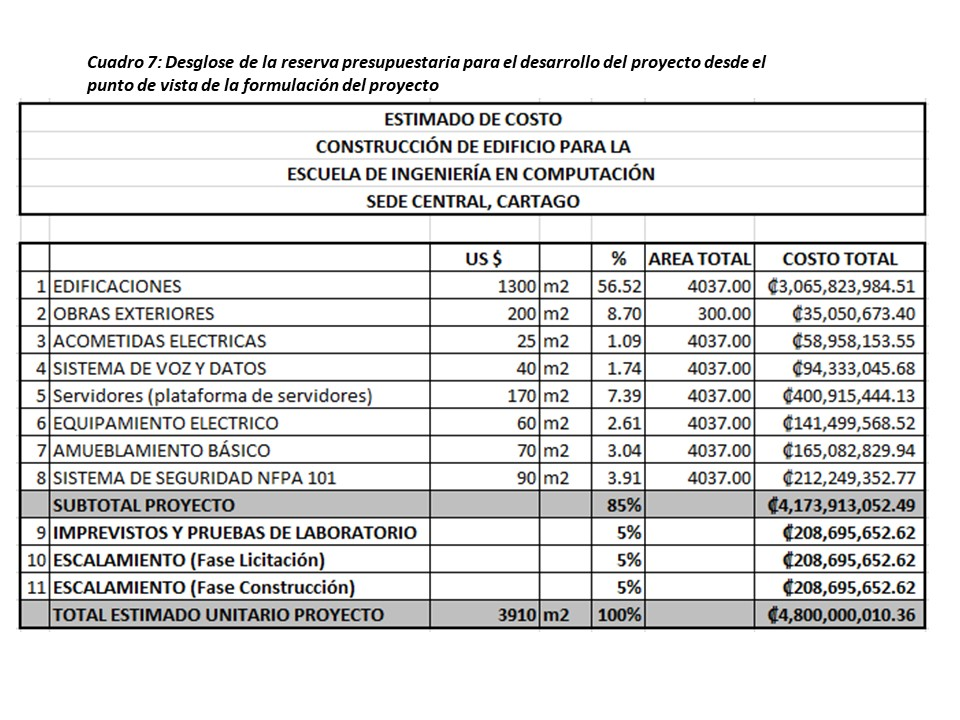 Cuadro 7: Desglose de la reserva presupuestaria para el desarrollo del proyecto desde el
punto de vista de la formulación del proyecto
ESTIMADO DE COSTO
CONSTRUCCIÓN DE EDIFICIO PARA LA
ESCUELA DE INGENIERÍA EN COMPUTACIÓN
SEDE CENTRAL, CARTAGO
US $ % AREA TOTAL COSTO TOTAL
1 EDIFICACIONES 1300 m2 56.52 4037.00 ₡3,065,823,984.51
2 OBRAS EXTERIORES 200 m2 8.70 300.00 ₡35,050,673.40
3 ACOMETIDAS ELECTRICAS 25 m2 1.09 4037.00 ₡58,958,153.55
4 SISTEMA DE VOZ Y DATOS 40 m2 1.74 4037.00 ₡94,333,045.68
5 Servidores (plataforma de servidores) 170 m2 7.39 4037.00 ₡400,915,444.13
6 EQUIPAMIENTO ELECTRICO 60 m2 2.61 4037.00 ₡141,499,568.52
7 AMUEBLAMIENTO BÁSICO 70 m2 3.04 4037.00 ₡165,082,829.94
8 SISTEMA DE SEGURIDAD NFPA 101 90 m2 3.91 4037.00 ₡212,249,352.77
SUBTOTAL PROYECTO 85% ₡4,173,913,052.49
9 IMPREVISTOS Y PRUEBAS DE LABORATORIO 5% ₡208,695,652.62
10 ESCALAMIENTO (Fase Licitación) 5% ₡208,695,652.62
11 ESCALAMIENTO (Fase Construcción) 5% ₡208,695,652.62
TOTAL ESTIMADO UNITARIO PROYECTO 3910 m2 100% ₡4,800,000,010.36